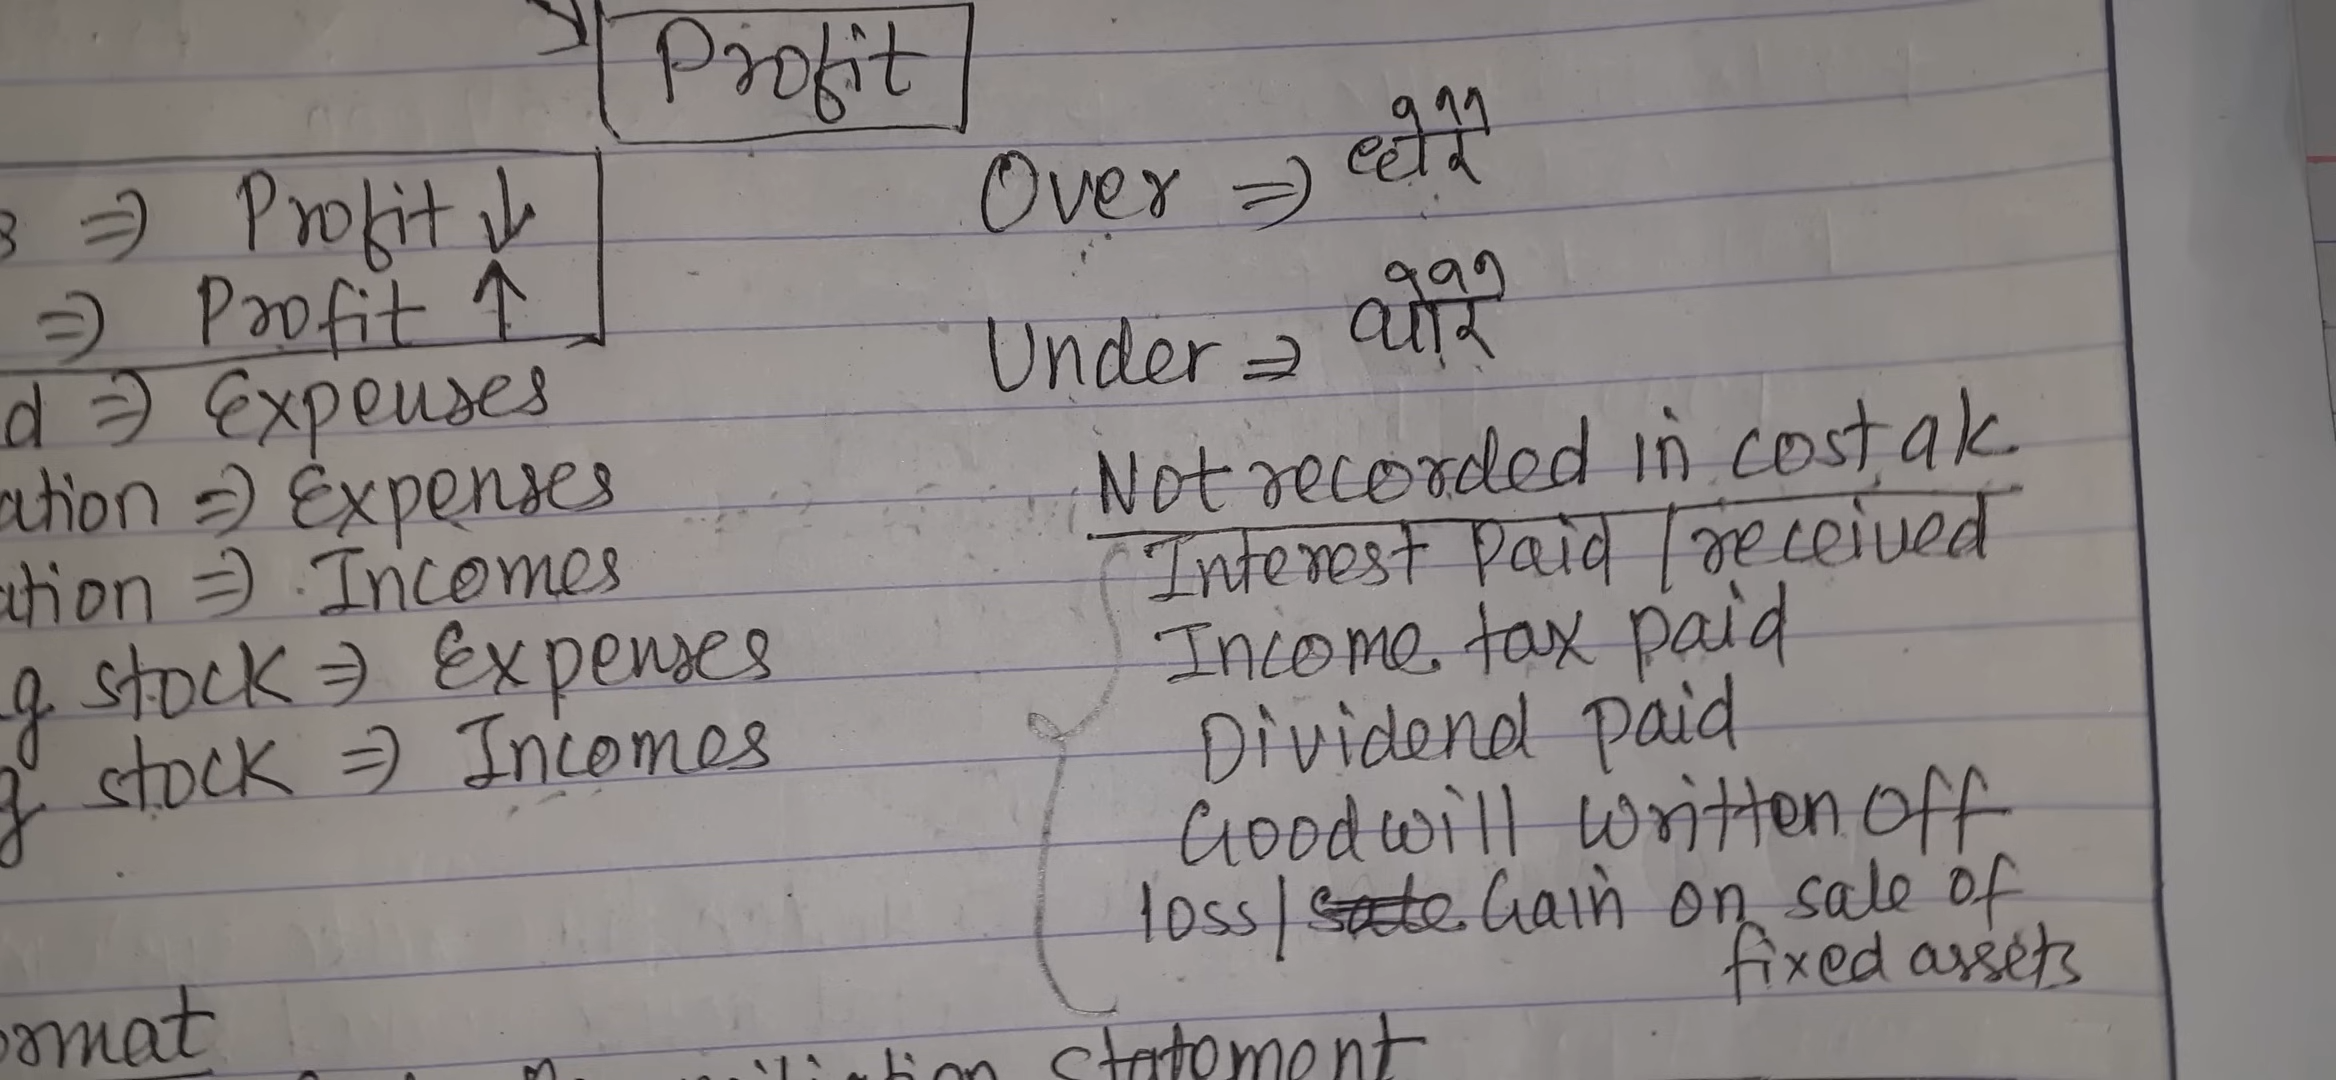 Profit
⇒ Profit ↓
⇒ Profit ↑
d ⇒ Expenses
ation ⇒ Expenses
ation ⇒ Incomes
g stock ⇒ Expenses
g stock ⇒ Incomes
Over ⇒
Under ⇒
Not recorded in cost a/c
Interest Paid / received
Income tax paid
Dividend paid
Goodwill written off
loss / Gain on sale of
fixed assets
ormat
statement